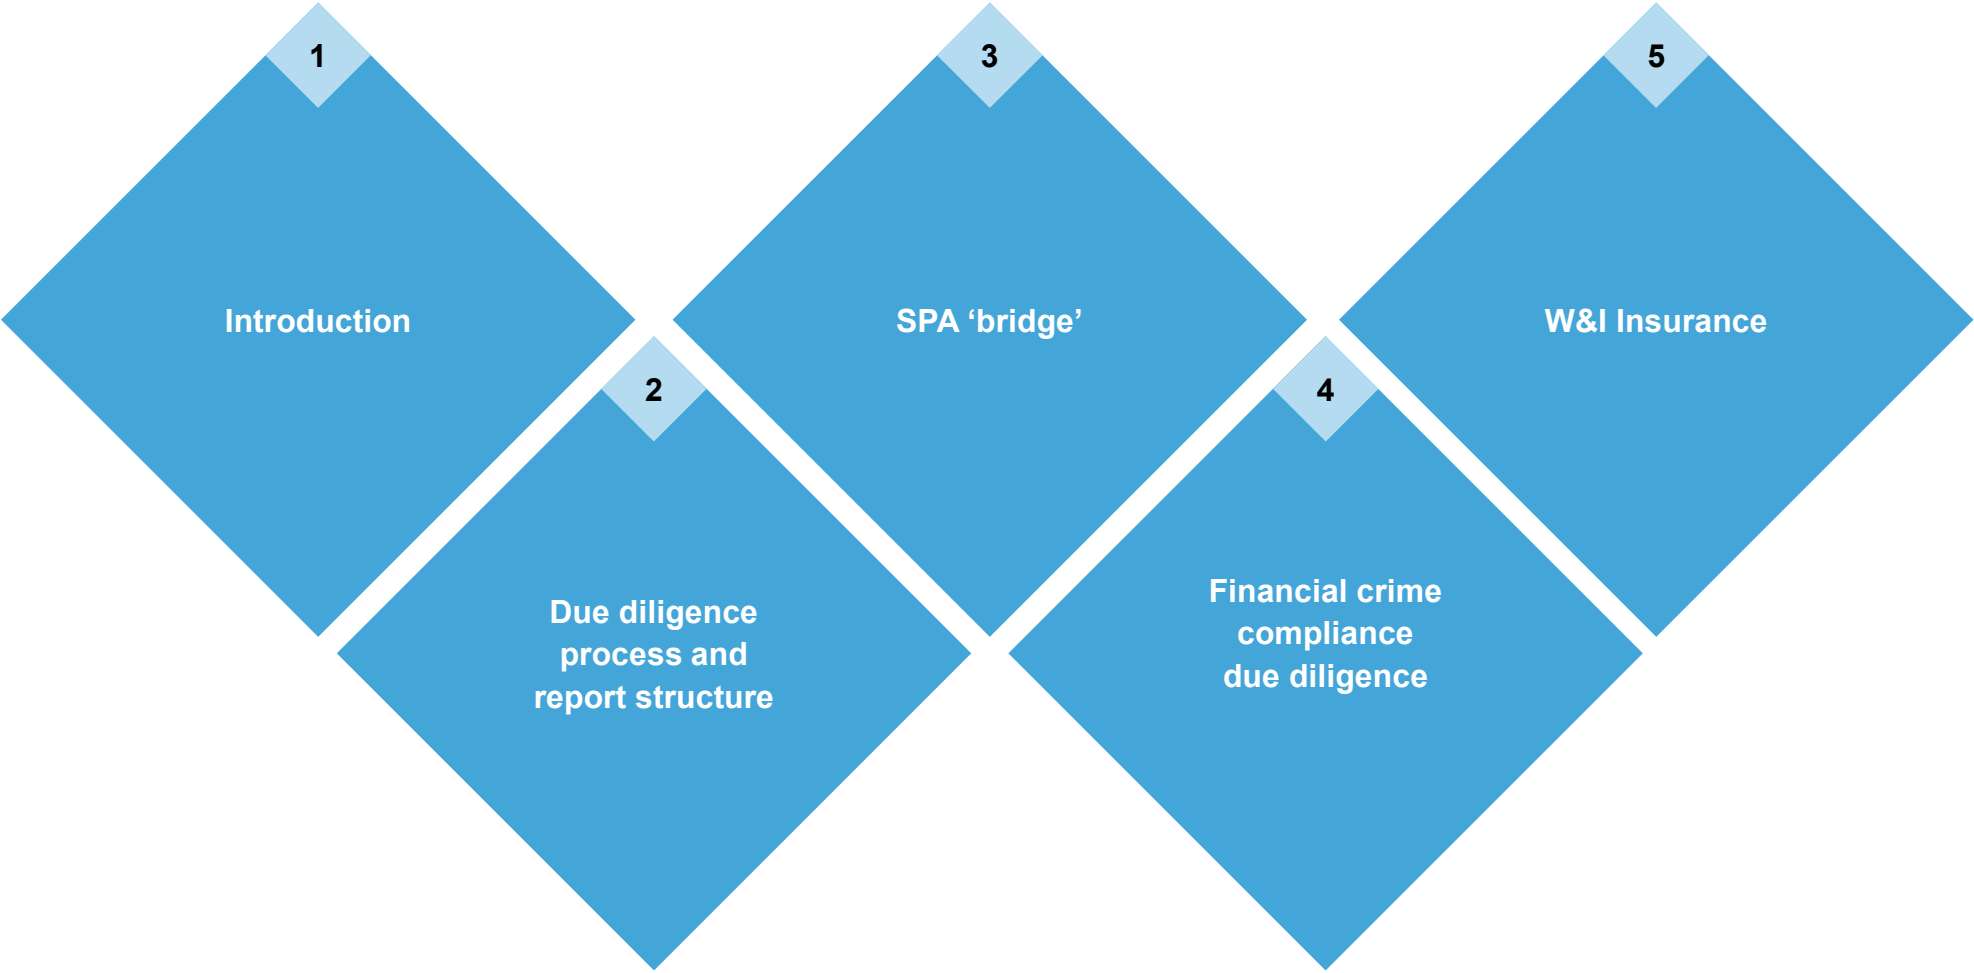 1
Introduction
2
Due diligence
process and
report structure
3
SPA ‘bridge’
4
Financial crime
compliance
due diligence
5
W&I Insurance